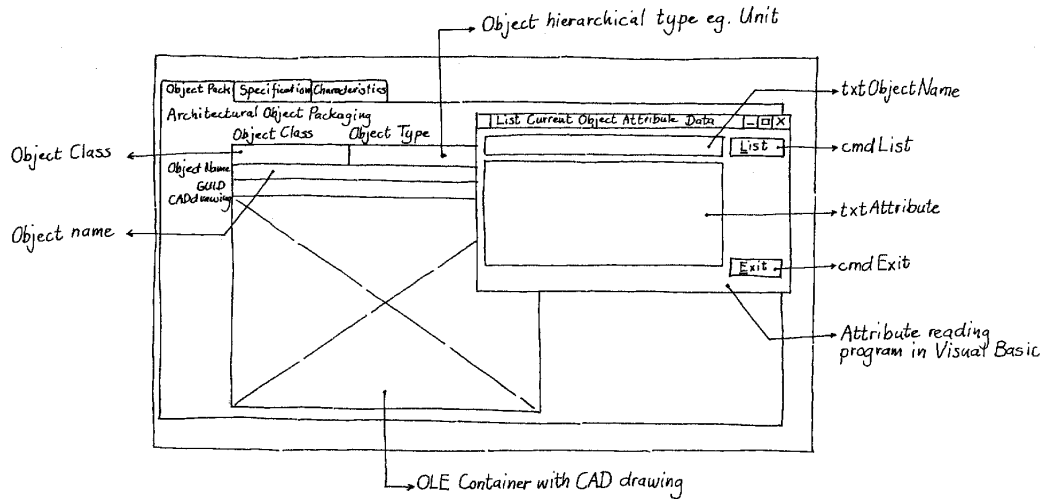 Object hierarchical type eg. Unit
Object Pack Specification Characteristics
txtObjectName
Architectural Object Packaging
List Current Object Attribute Data
Object Class Object Type
List
cmdList
Object Class
Object Name
GUID
CADdrawing
txtAttribute
Object name
Exit
cmdExit
Attribute reading
program in Visual Basic
OLE Container with CAD drawing